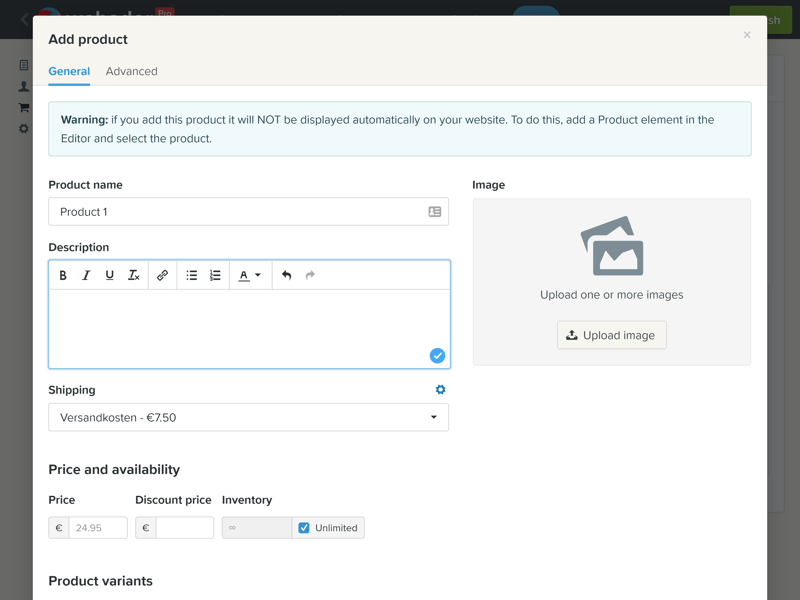 Pro
Add product
×
General Advanced
Warning: if you add this product it will NOT be displayed automatically on your website. To do this, add a Product element in the
Editor and select the product.
Product name
Image
Product 1
Description
B I U Tx A
Upload one or more images
Upload image
Shipping
Versandkosten - €7.50
Price and availability
Price Discount price Inventory
€ 24.95 € ∞ Unlimited
Product variants